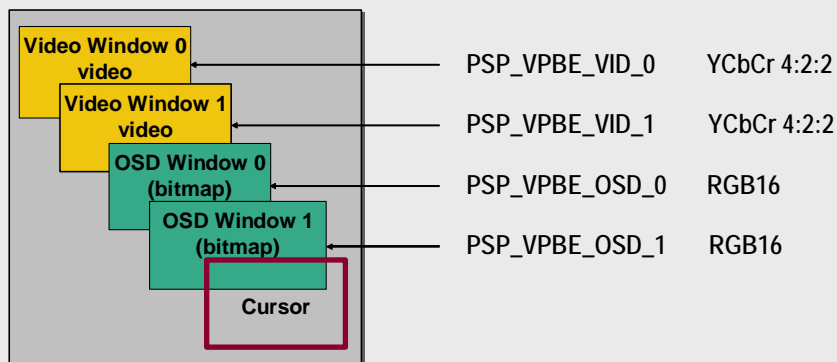 Video Window 0
video
PSP_VPBE_VID_0 YCbCr 4:2:2
Video Window 1
video
PSP_VPBE_VID_1 YCbCr 4:2:2
OSD Window 0
(bitmap)
PSP_VPBE_OSD_0 RGB16
OSD Window 1
(bitmap)
PSP_VPBE_OSD_1 RGB16
Cursor